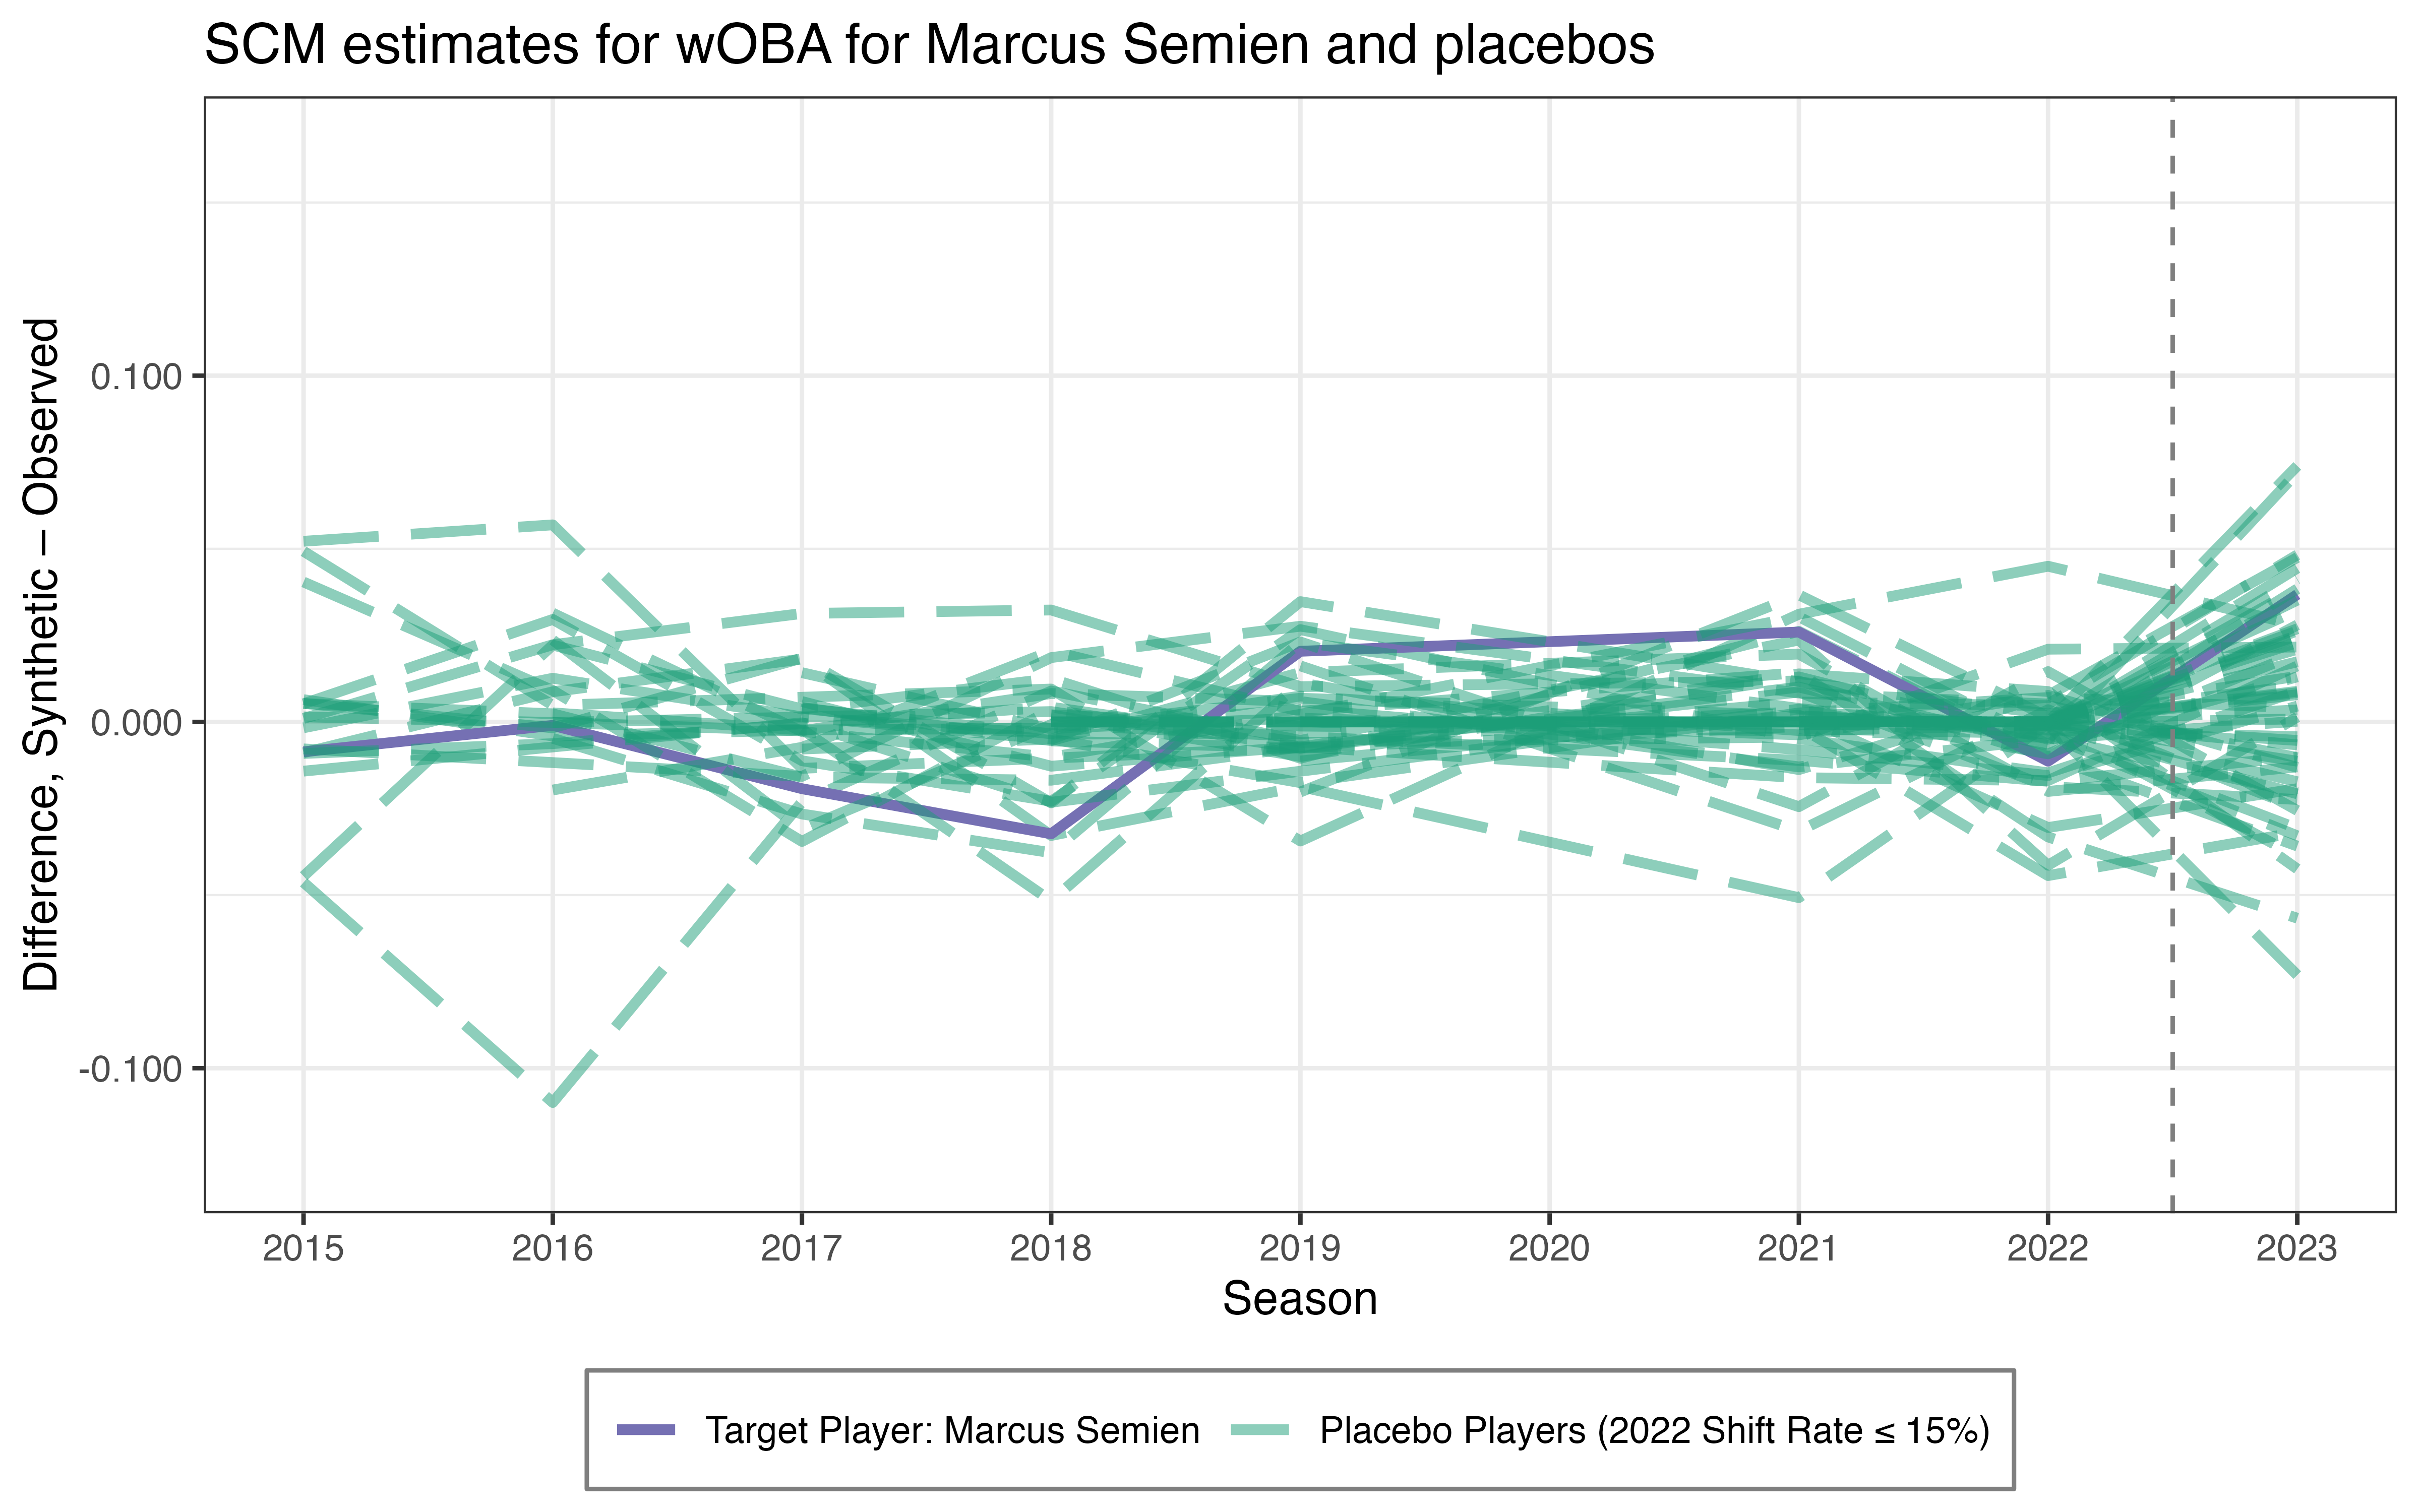 SCM estimates for wOBA for Marcus Semien and placebos
Difference, Synthetic − Observed
0.100
0.000
-0.100
2015 2016 2017 2018 2019 2020 2021 2022 2023
Season
Target Player: Marcus Semien Placebo Players (2022 Shift Rate ≤ 15%)